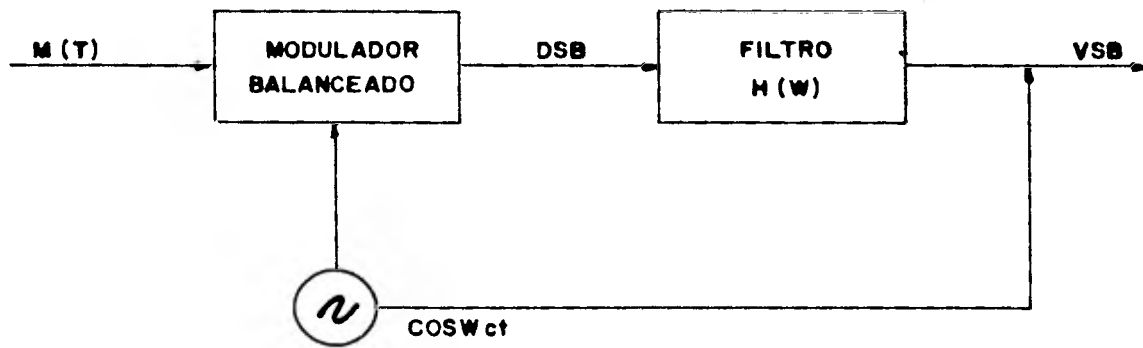 M (T)
MODULADOR
BALANCEADO
DSB
FILTRO
H (W)
VSB
COSW ct